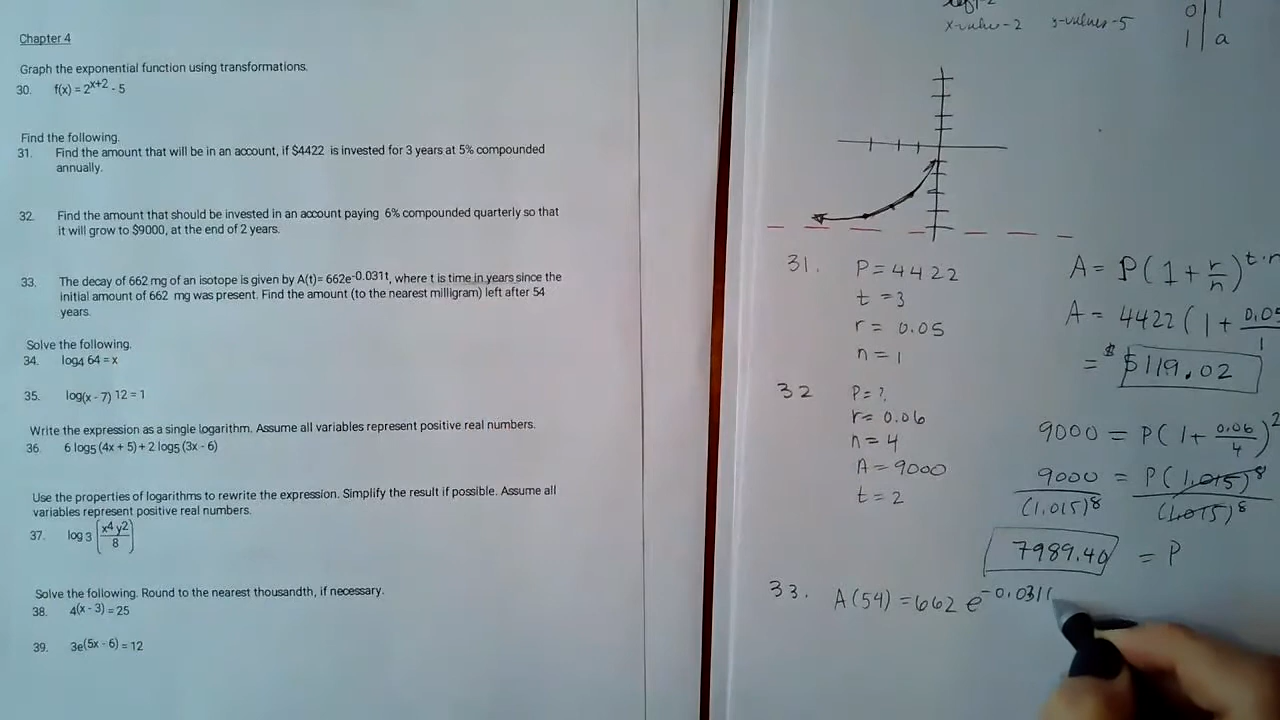 Chapter 4
Graph the exponential function using transformations.
30. f(x) = 2^x+2 - 5
Find the following.
31. Find the amount that will be in an account, if $4422 is invested for 3 years at 5% compounded
annually.
32. Find the amount that should be invested in an account paying 6% compounded quarterly so that
it will grow to $9000, at the end of 2 years.
33. The decay of 662 mg of an isotope is given by A(t)= 662e^-0.031t, where t is time in years since the
initial amount of 662 mg was present. Find the amount (to the nearest milligram) left after 54
years.
Solve the following.
34. log4 64 = x
35. log(x - 7) 12 = 1
Write the expression as a single logarithm. Assume all variables represent positive real numbers.
36. 6 log5 (4x + 5) + 2 log5 (3x - 6)
Use the properties of logarithms to rewrite the expression. Simplify the result if possible. Assume all
variables represent positive real numbers.
37. log 3 (x^4 y^2 / 8)
Solve the following. Round to the nearest thousandth, if necessary.
38. 4^(x - 3) = 25
39. 3e^(5x - 6) = 12
0 | 1
1 | a
31. P = 4422
t = 3
r = 0.05
n = 1
A = P(1 + r/n)^t·n
A = 4422(1 + 0.05/1
= $ $119.02
32 P = ?
r = 0.06
n = 4
A = 9000
t = 2
9000 = P(1 + 0.06/4)^2
9000 / (1.015)^8 = P(1.015)^8 / (1.015)^8
7989.40 = P
33. A(54) = 662 e^-0.031(